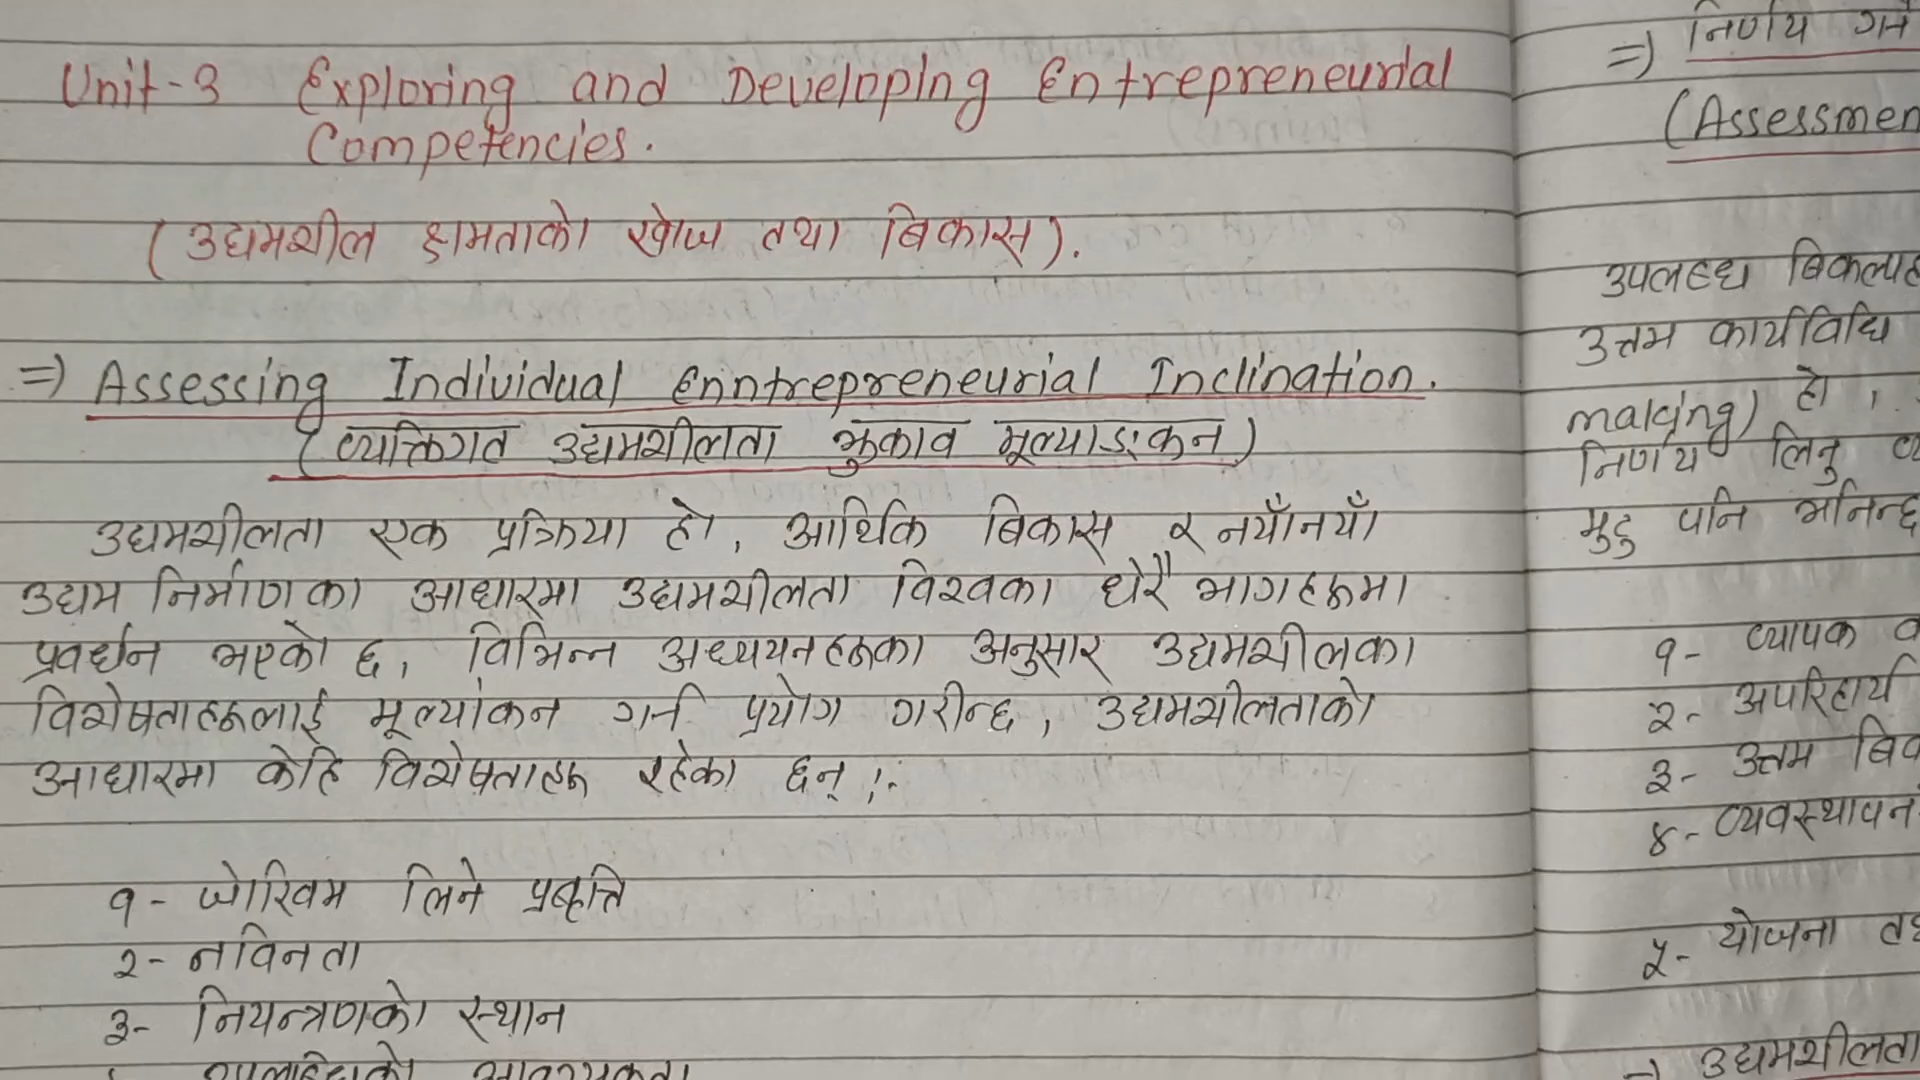 Unit-3 Exploring and Developing Entrepreneurial
Competencies.
(उद्यमशील क्षमताको खोज तथा बिकास).
=> Assessing Individual Enntrepreneurial Inclination.
(व्यक्तिगत उद्यमशीलता झुकाव मूल्याङ्कन)
उद्यमशीलता एक प्रक्रिया हो, आर्थिक बिकास र नयाँनयाँ
उद्यम निर्माणका आधारमा उद्यमशीलता विश्वका धेरै भागहरूमा
प्रवर्धन भएको छ, विभिन्न अध्ययनहरूका अनुसार उद्यमशीलका
विशेषताहरूलाई मूल्यांकन गर्न प्रयोग गरीन्छ, उद्यमशीलताको
आधारमा केहि विशेषताहरू रहेका छन् ;-
१- जोखिम लिने प्रबृत्ति
२- नविनता
३- नियन्त्रणको स्थान
=> निर्णय गर्ने
(Assessmen
उपलब्ध बिकल्पह
उत्तम कार्यविधि
making) हो,
निर्णय लिनु
मुटु पनि भनिन्छ
१- व्यापक
२- अपरिहार्य
३- उत्तम बिक
४- व्यवस्थापन
५- योजना
उद्यमशीलता